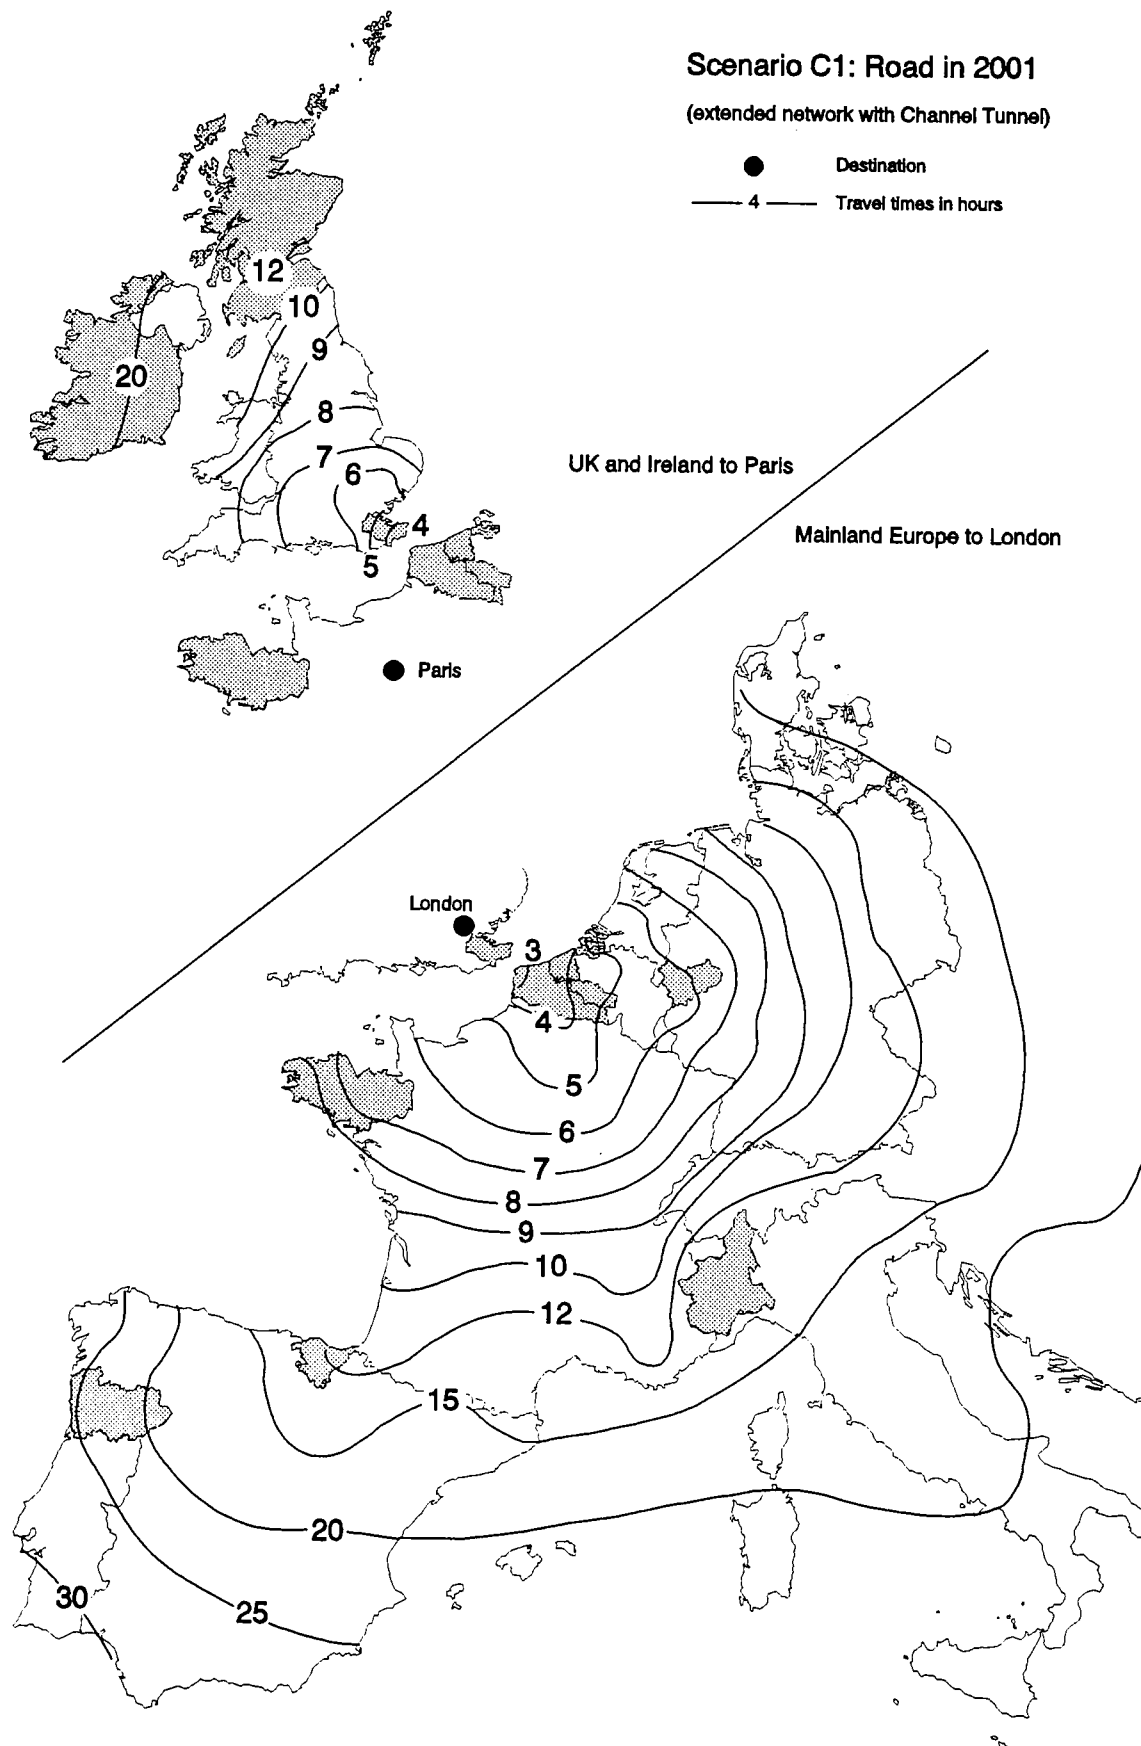 Scenario C1: Road in 2001
(extended network with Channel Tunnel)
Destination
4 Travel times in hours
12
10
9
20
8
7
6
4
5
UK and Ireland to Paris
Mainland Europe to London
Paris
London
3
4
5
6
7
8
9
10
12
15
20
30
25